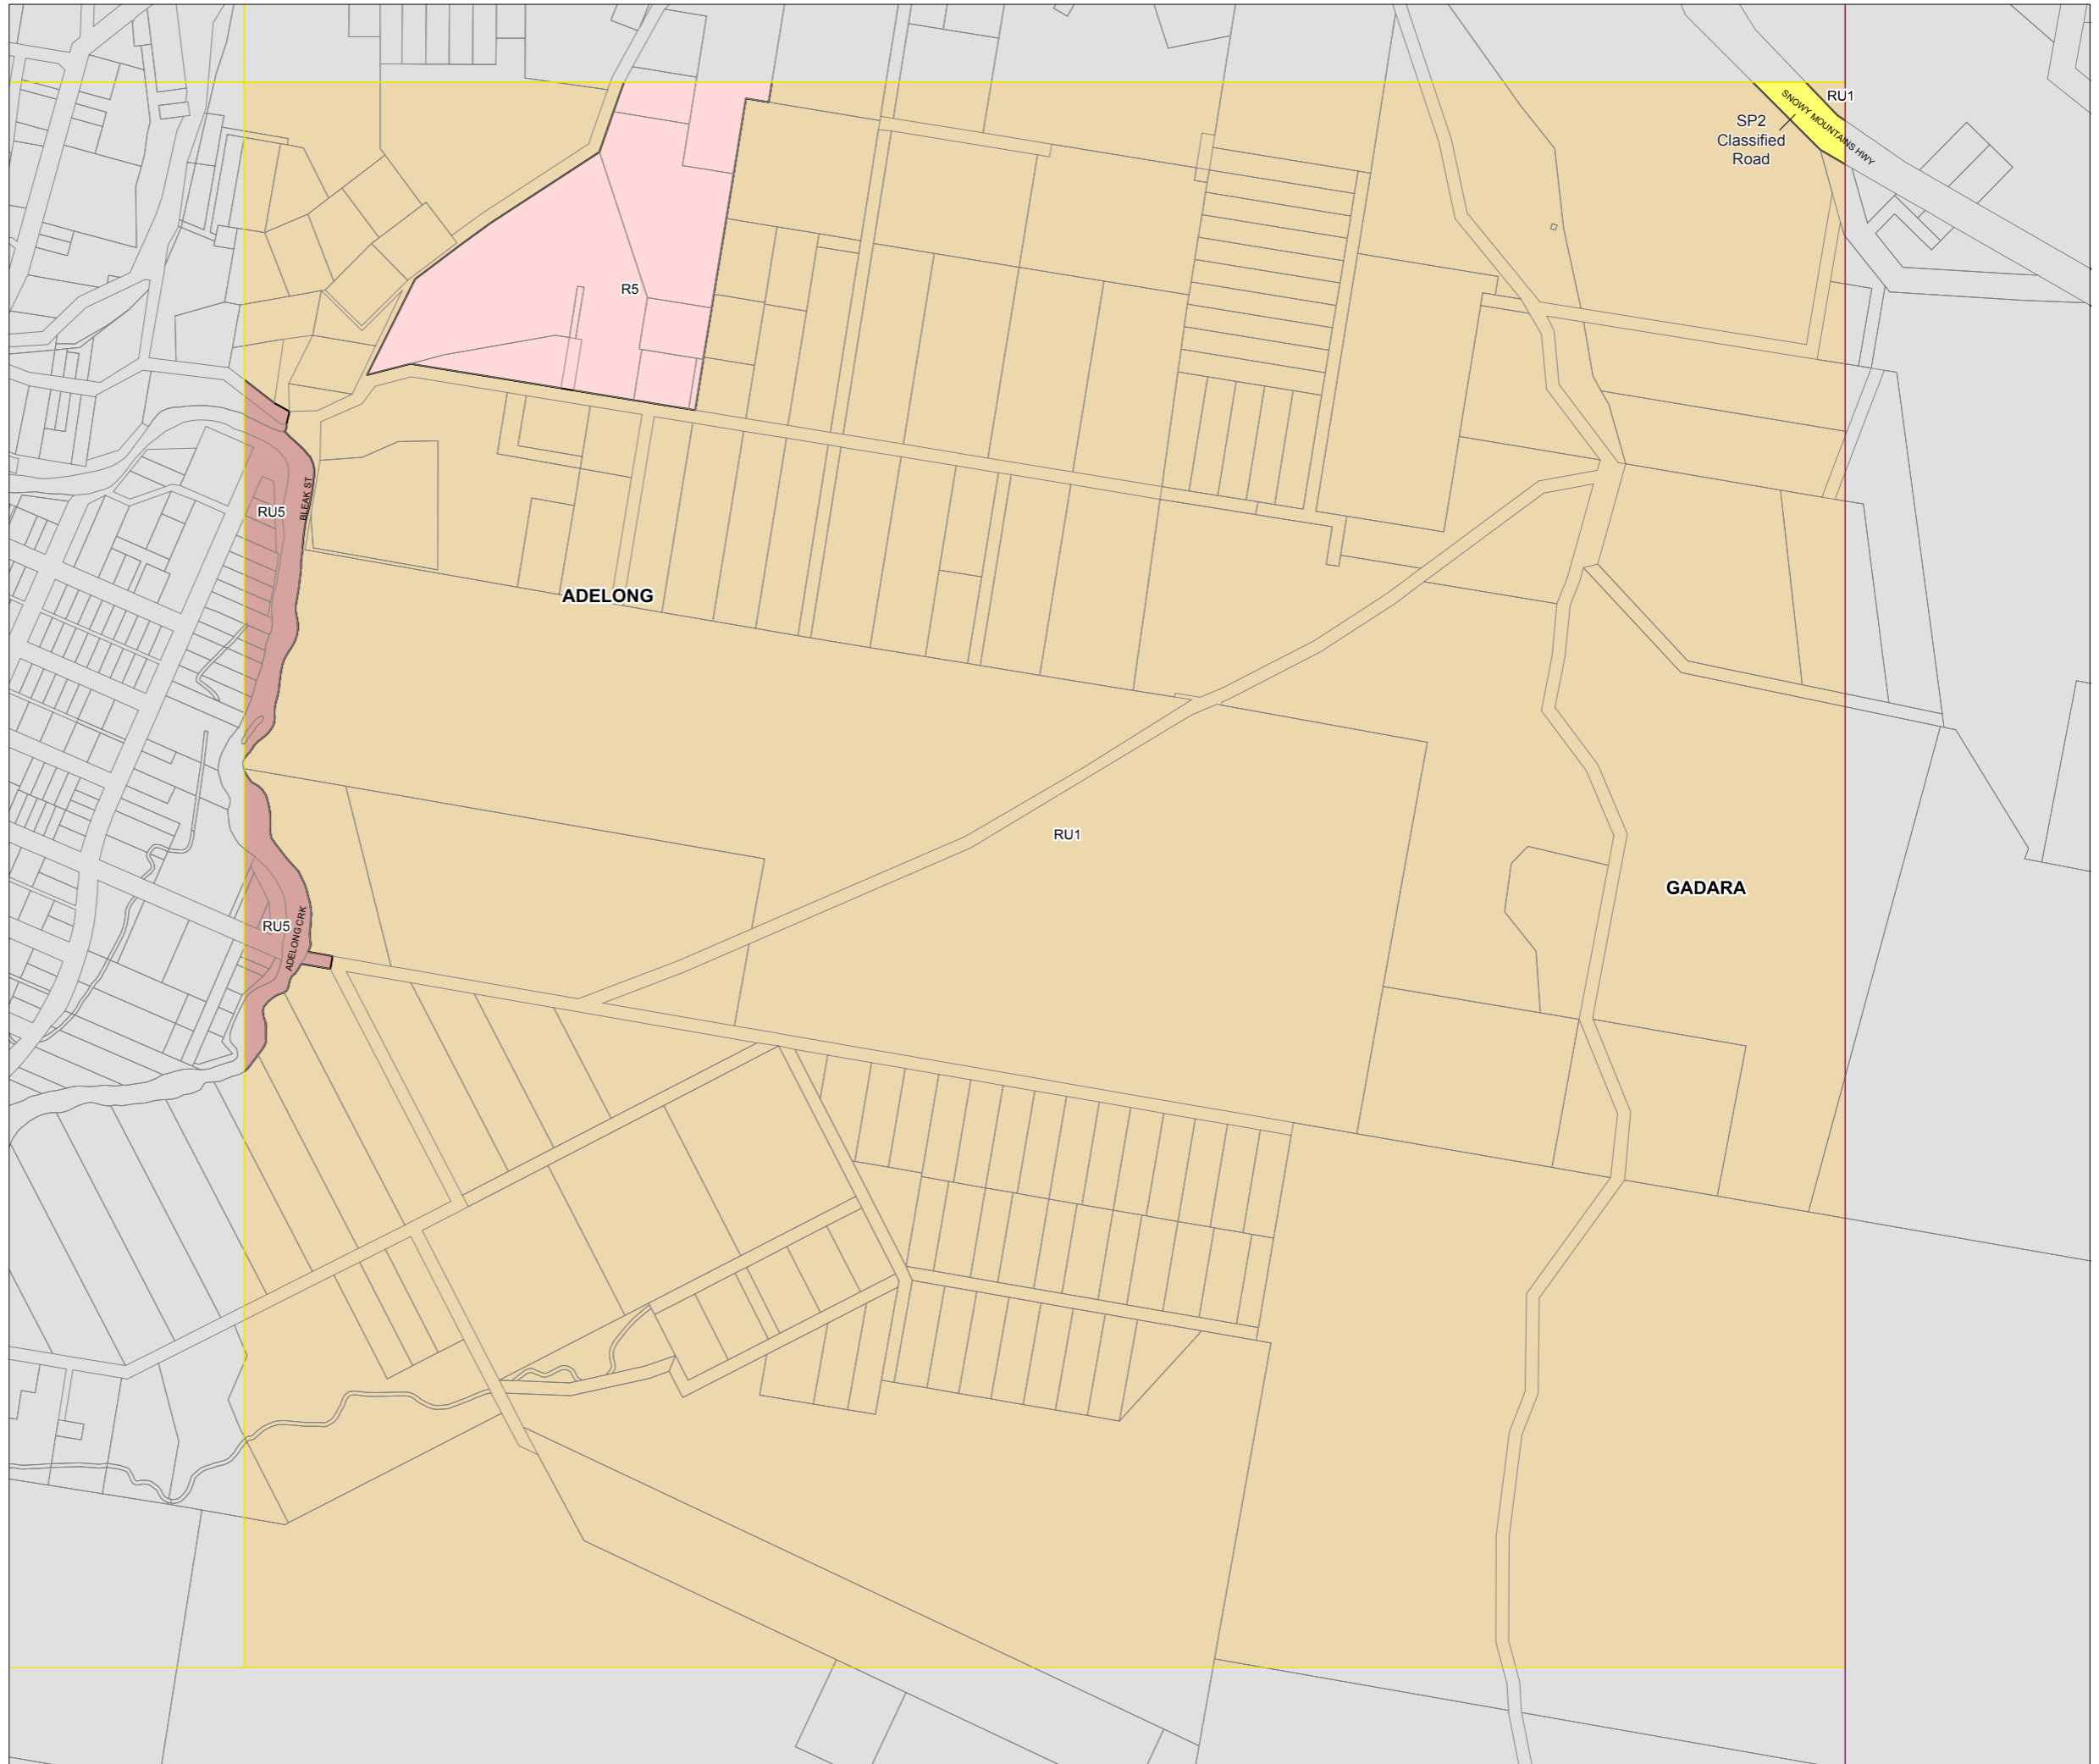 RU1
SNOWY MOUNTAINS HWY
SP2
Classified
Road
R5
BLEAK ST
RU5
ADELONG
RU1
GADARA
RU5
ADELONG CRK